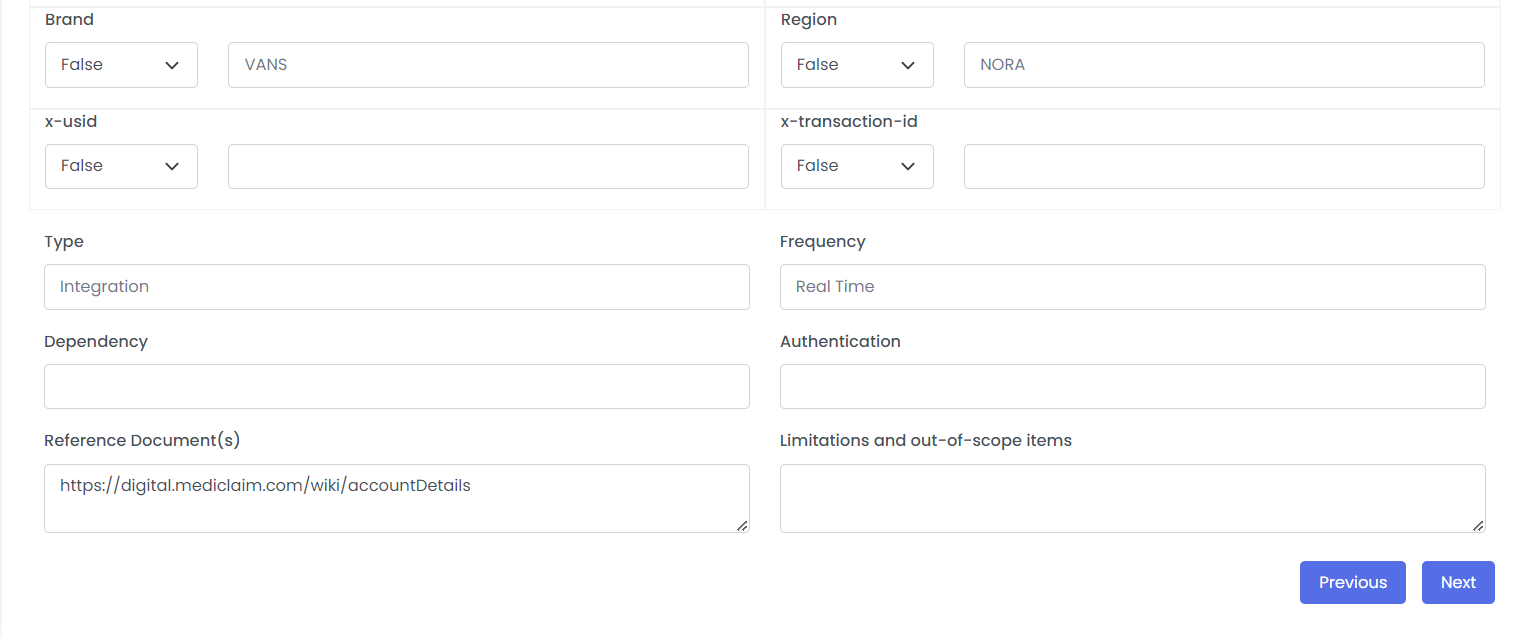 Brand
Region
False
VANS
False
NORA
x-usid
x-transaction-id
False
False
Type
Frequency
Integration
Real Time
Dependency
Authentication
Reference Document(s)
Limitations and out-of-scope items
https://digital.mediclaim.com/wiki/accountDetails
Previous
Next